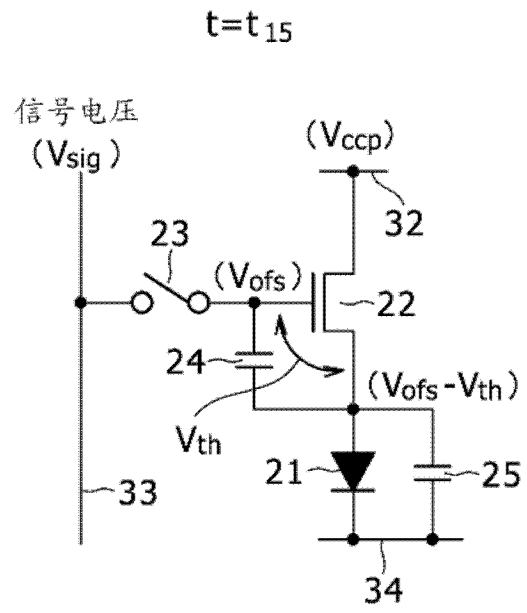 t=t15
信号电压
(Vsig)
(Vccp)
32
23
(Vofs)
22
24
(Vofs-Vth)
Vth
21
25
33
34